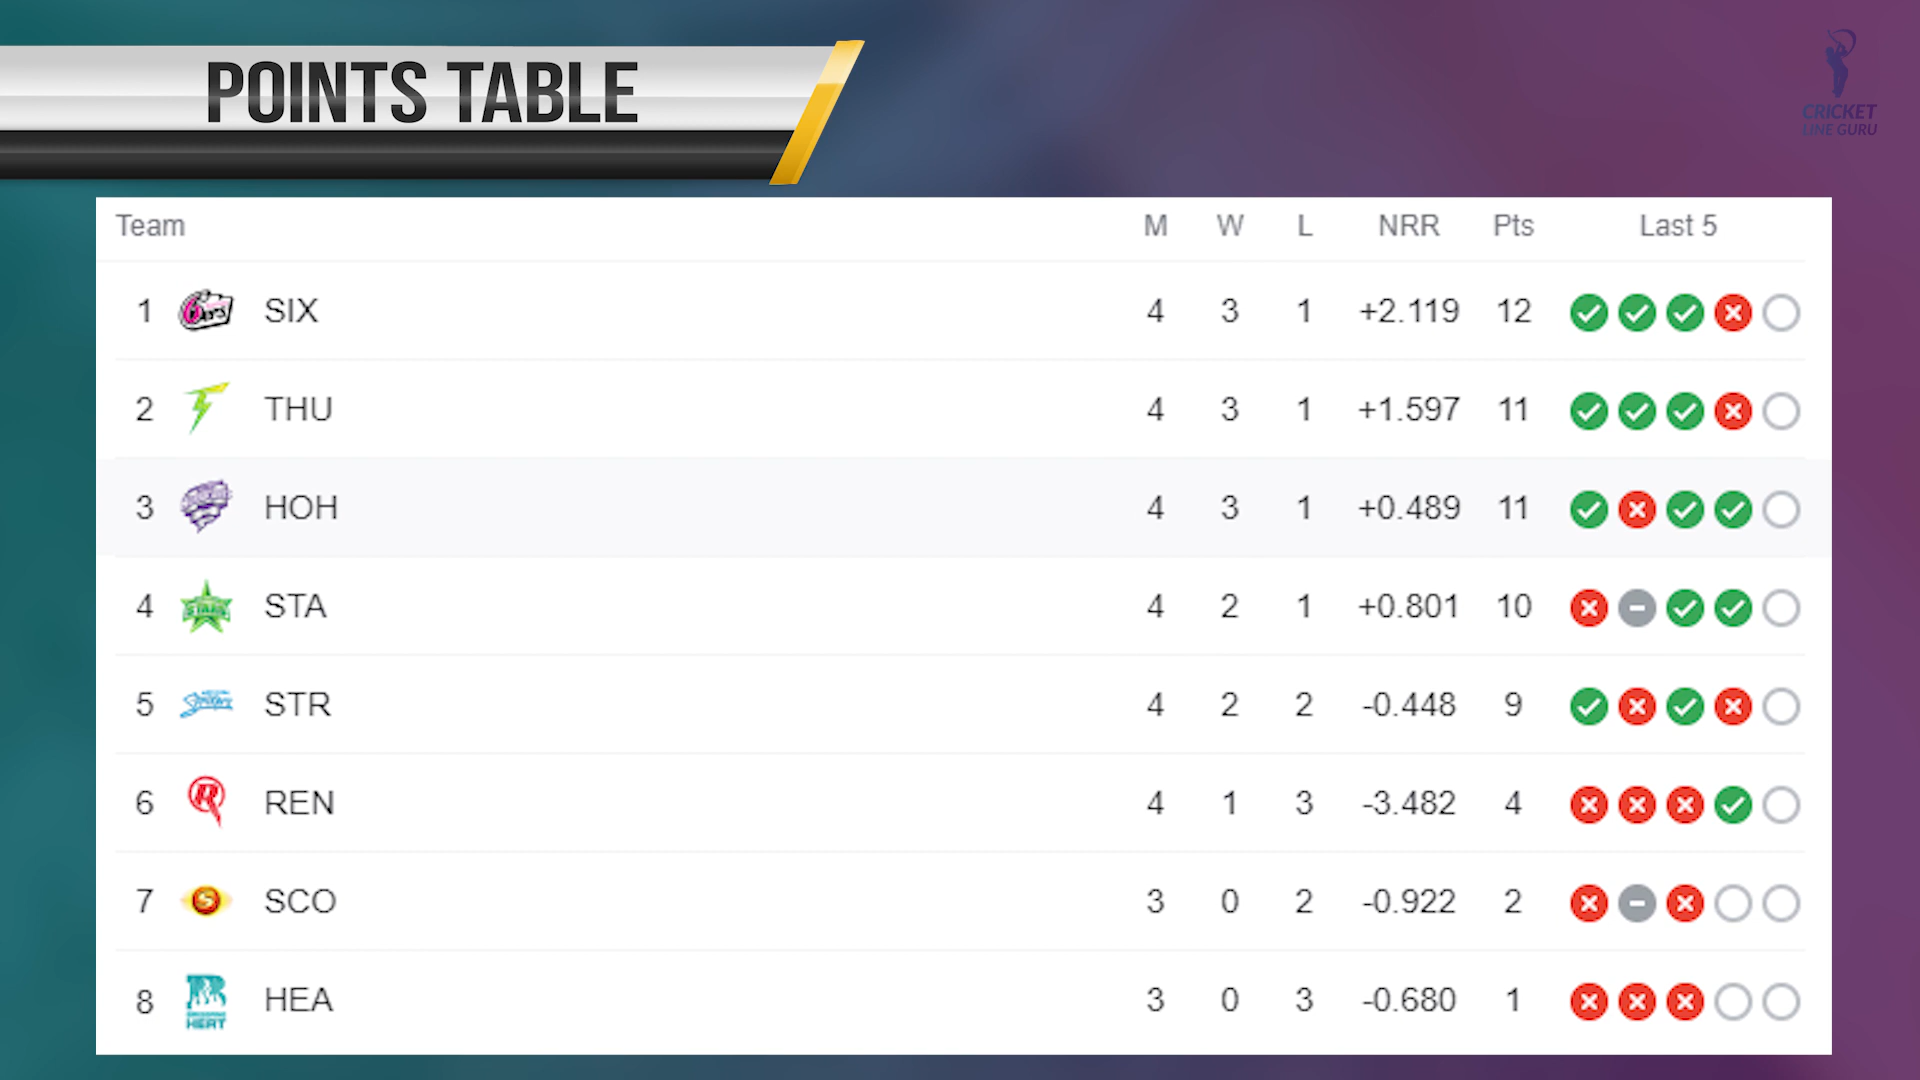 POINTS TABLE
CRICKET
LINE GURU
Team M W L NRR Pts Last 5
1 SIX 4 3 1 +2.119 12
2 THU 4 3 1 +1.597 11
3 HOH 4 3 1 +0.489 11
4 STARS STA 4 2 1 +0.801 10
5 Strikers STR 4 2 2 -0.448 9
6 R REN 4 1 3 -3.482 4
7 S SCO 3 0 2 -0.922 2
8 HEAT HEA 3 0 3 -0.680 1